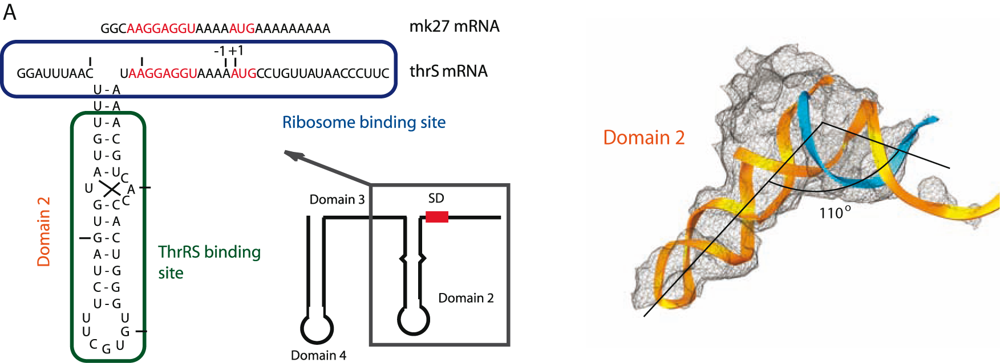 A
GGCAAGGAGGUAAAAAUGAAAAAAAAA
mk27 mRNA
-1 +1
GGAUUUAAC UAAGGAGGUAAAAAUGCCUGUUAUAACCCUUC
thrS mRNA
U - A
U - A
U - A
G - C
U - G
A - U
C
U A
C
G - C
U - A
G - C
A - U
U - G
C - G
U - G
U U
U G
C G U
Domain 2
ThrRS binding
site
Ribosome binding site
Domain 3
SD
Domain 2
Domain 4
Domain 2
110°